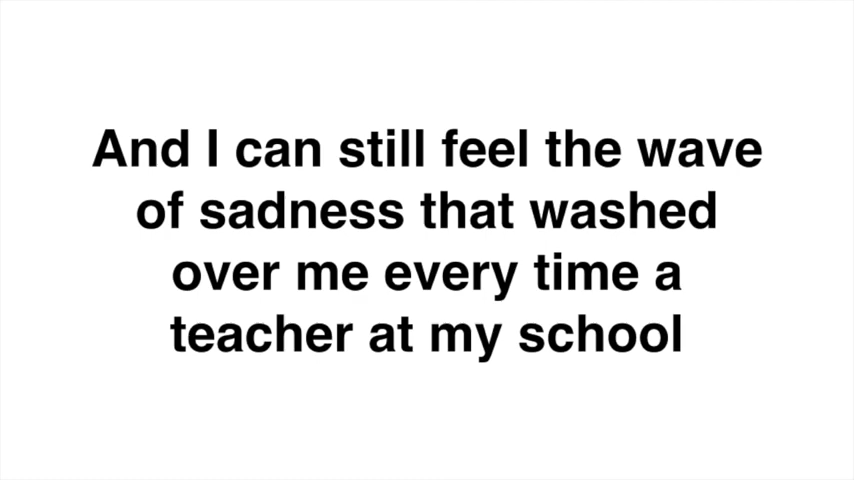 And I can still feel the wave
of sadness that washed
over me every time a
teacher at my school